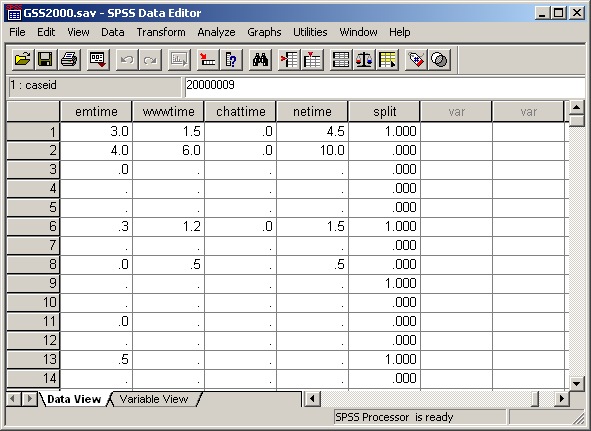 GSS2000.sav - SPSS Data Editor
File Edit View Data Transform Analyze Graphs Utilities Window Help
1 : caseid 20000009
emtime wwwtime chattime netime split var var
1 3.0 1.5 .0 4.5 1.000
2 4.0 6.0 .0 10.0 .000
3 .0 . . . .000
4 . . . . .000
5 . . . . .000
6 .3 1.2 .0 1.5 1.000
7 . . . . .000
8 .0 .5 . .5 .000
9 . . . . 1.000
10 . . . . .000
11 .0 . . . .000
12 . . . . .000
13 .5 . . . 1.000
14 . . . . .000
Data View Variable View
SPSS Processor is ready